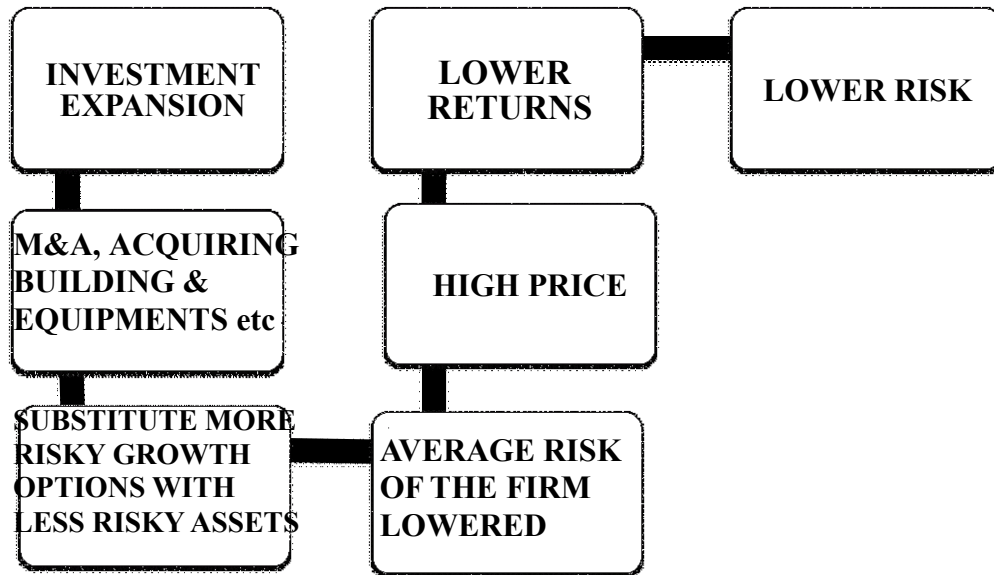 INVESTMENT
EXPANSION
M&A, ACQUIRING
BUILDING &
EQUIPMENTS etc
SUBSTITUTE MORE
RISKY GROWTH
OPTIONS WITH
LESS RISKY ASSETS
AVERAGE RISK
OF THE FIRM
LOWERED
HIGH PRICE
LOWER
RETURNS
LOWER RISK